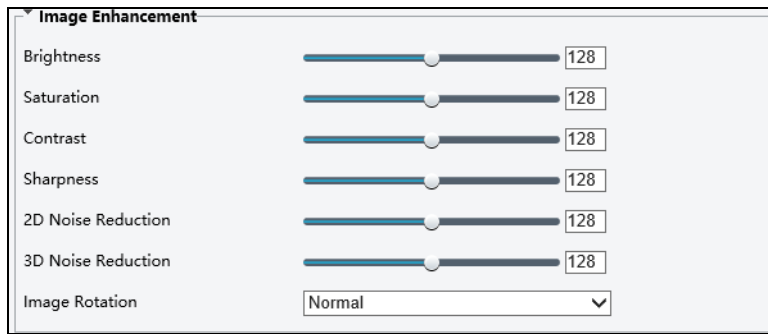 Image Enhancement
Brightness 128
Saturation 128
Contrast 128
Sharpness 128
2D Noise Reduction 128
3D Noise Reduction 128
Image Rotation Normal